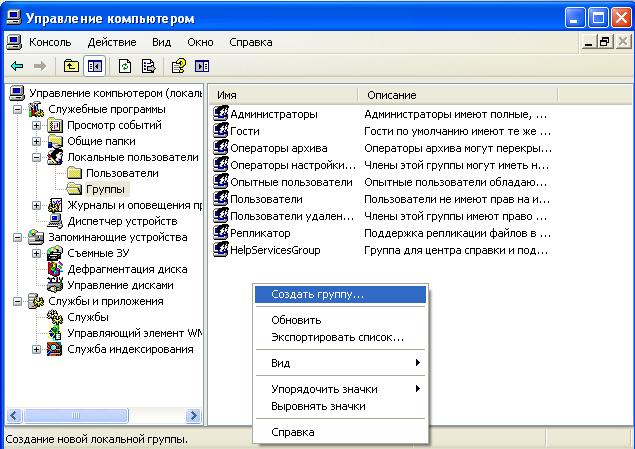 Управление компьютером
Консоль Действие Вид Окно Справка
Управление компьютером (локаль
Служебные программы
Просмотр событий
Общие папки
Локальные пользователи
Пользователи
Группы
Журналы и оповещения пр
Диспетчер устройств
Запоминающие устройства
Съемные ЗУ
Дефрагментация диска
Управление дисками
Службы и приложения
Службы
Управляющий элемент WM
Служба индексирования
Имя Описание
Администраторы Администраторы имеют полные, ...
Гости Гости по умолчанию имеют те же ...
Операторы архива Операторы архива могут перекры...
Операторы настройки... Члены этой группы могут иметь н...
Опытные пользователи Опытные пользователи обладаю...
Пользователи Пользователи не имеют прав на и...
Пользователи удален... Члены этой группы имеют право ...
Репликатор Поддержка репликации файлов в ...
HelpServicesGroup Группа для центра справки и под...
Создать группу...
Обновить
Экспортировать список...
Вид
Упорядочить значки
Выровнять значки
Справка
Создание новой локальной группы.